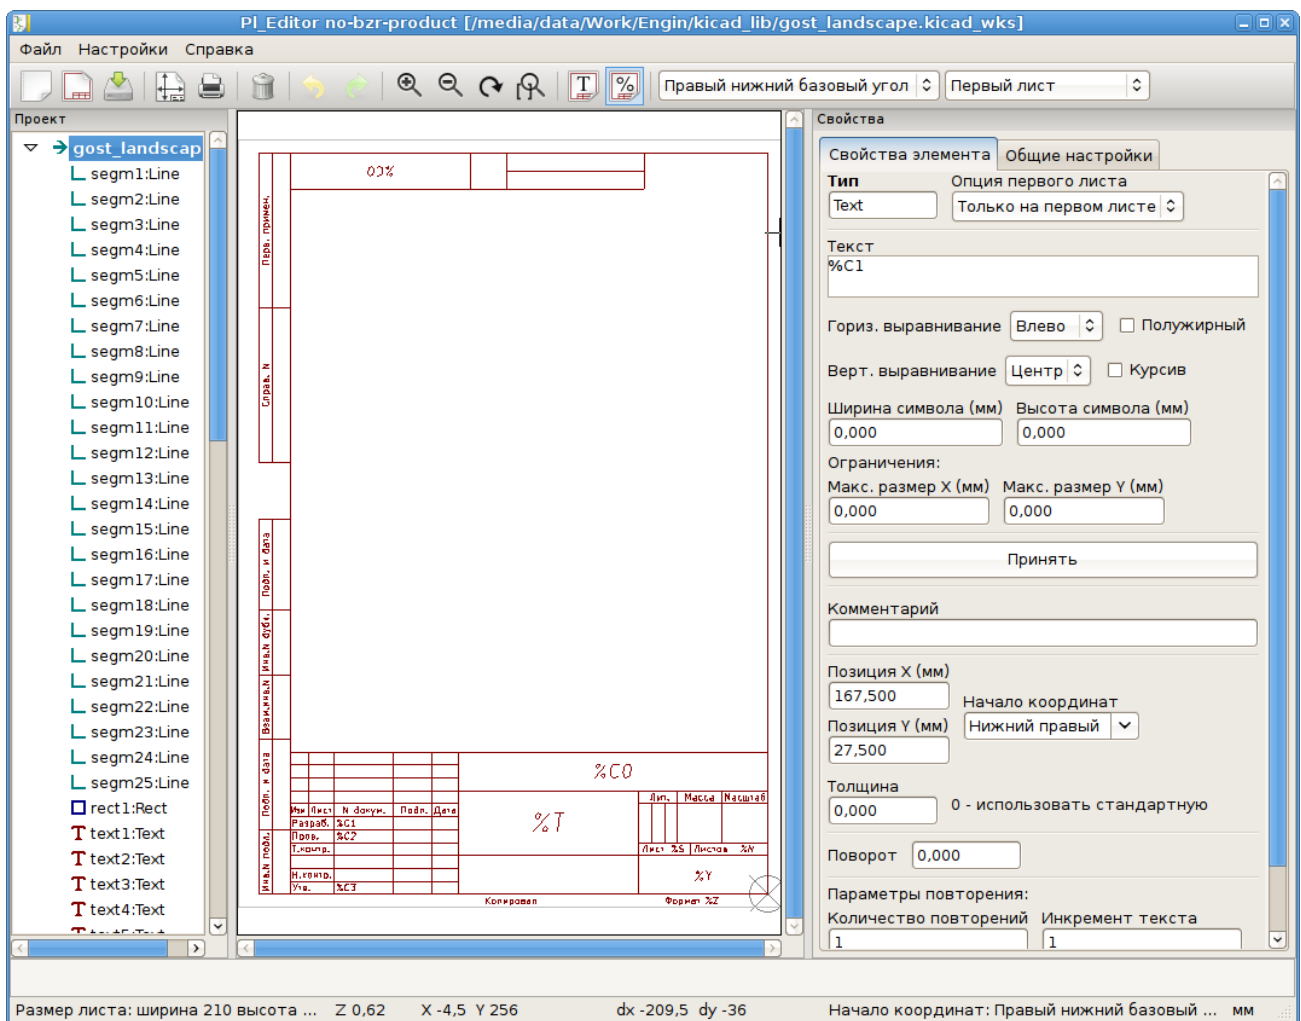 Pl_Editor no-bzr-product [/media/data/Work/Engin/kicad_lib/gost_landscape.kicad_wks]
Файл Настройки Справка
Правый нижний базовый угол Первый лист
Проект
gost_landscap
segm1:Line
segm2:Line
segm3:Line
segm4:Line
segm5:Line
segm6:Line
segm7:Line
segm8:Line
segm9:Line
segm10:Line
segm11:Line
segm12:Line
segm13:Line
segm14:Line
segm15:Line
segm16:Line
segm17:Line
segm18:Line
segm19:Line
segm20:Line
segm21:Line
segm22:Line
segm23:Line
segm24:Line
segm25:Line
rect1:Rect
text1:Text
text2:Text
text3:Text
text4:Text
%C0
Перв. примен.
Справ. N
Подп. и дата
Инв.N дубл.
Взам.инв.N
Подп. и дата
Инв.N подл.
%C0
Изм Лист N докум. Подп. Дата
Разраб. %C1
Пров. %C2
Т.контр.
Н.контр.
Утв. %C3
%T
Лит. Масса Масштаб
Лист %S Листов %N
%Y
Копировал Формат %Z
Свойства
Свойства элемента Общие настройки
Тип Опция первого листа
Text Только на первом листе
Текст
%C1
Гориз. выравнивание Влево Полужирный
Верт. выравнивание Центр Курсив
Ширина символа (мм) Высота символа (мм)
0,000 0,000
Ограничения:
Макс. размер X (мм) Макс. размер Y (мм)
0,000 0,000
Принять
Комментарий
Позиция X (мм)
167,500
Начало координат
Позиция Y (мм) Нижний правый
27,500
Толщина
0,000 0 - использовать стандартную
Поворот 0,000
Параметры повторения:
Количество повторений Инкремент текста
1 1
Размер листа: ширина 210 высота ... Z 0,62 X -4,5 Y 256 dx -209,5 dy -36 Начало координат: Правый нижний базовый ... мм